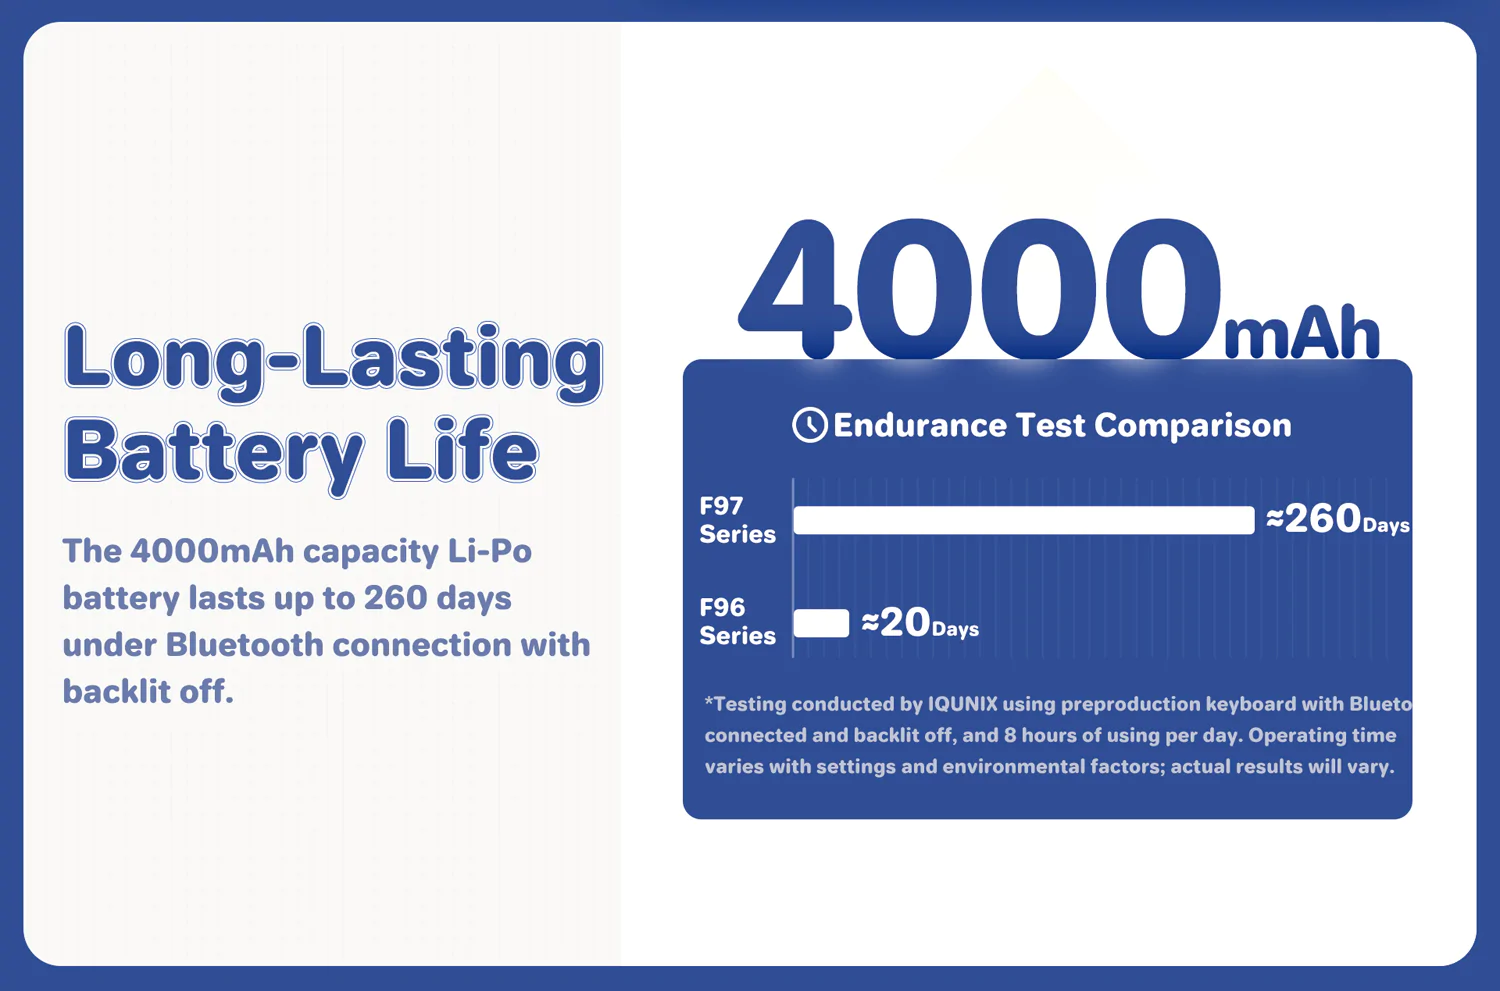 Long-Lasting
Battery Life
The 4000mAh capacity Li-Po
battery lasts up to 260 days
under Bluetooth connection with
backlit off.
4000mAh
Endurance Test Comparison
F97
Series
≈260Days
F96
Series
≈20Days
*Testing conducted by IQUNIX using preproduction keyboard with Blueto
connected and backlit off, and 8 hours of using per day. Operating time
varies with settings and environmental factors; actual results will vary.